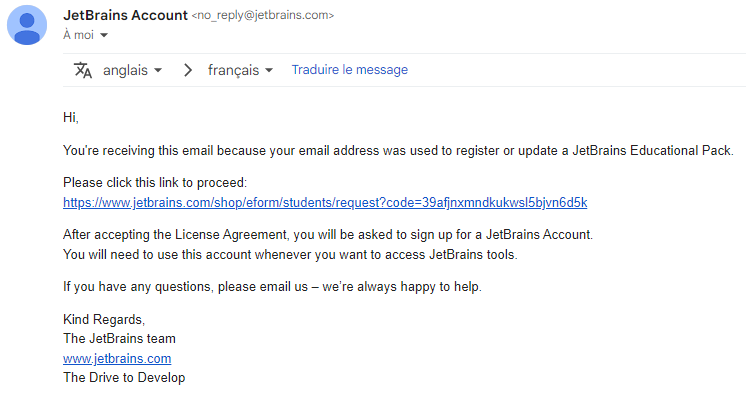 JetBrains Account <no_reply@jetbrains.com>
À moi
anglais > français Traduire le message
Hi,
You're receiving this email because your email address was used to register or update a JetBrains Educational Pack.
Please click this link to proceed:
https://www.jetbrains.com/shop/eform/students/request?code=39afjnxmndkukwsl5bjvn6d5k
After accepting the License Agreement, you will be asked to sign up for a JetBrains Account.
You will need to use this account whenever you want to access JetBrains tools.
If you have any questions, please email us – we're always happy to help.
Kind Regards,
The JetBrains team
www.jetbrains.com
The Drive to Develop